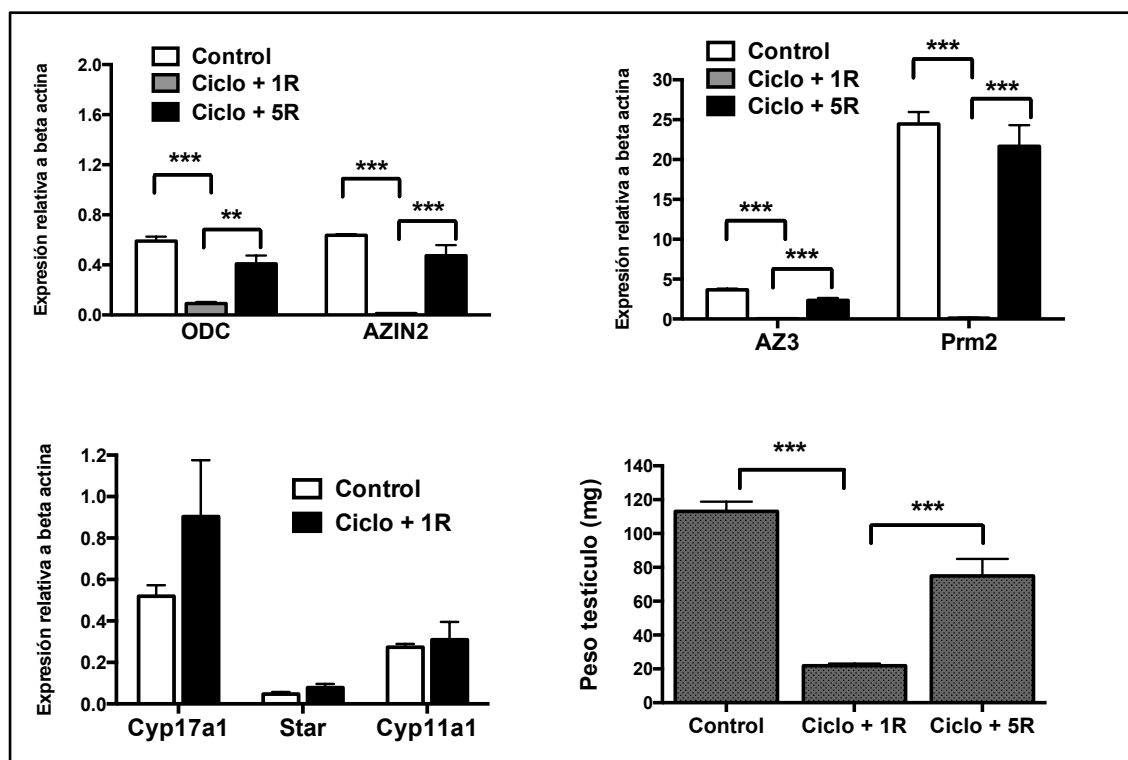 Control
Ciclo + 1R
Ciclo + 5R
Expresión relativa a beta actina
2.0
1.6
1.2
0.8
0.4
0.0
***
**
***
***
ODC
AZIN2
Control
Ciclo + 1R
Ciclo + 5R
Expresión relativa a beta actina
30
25
20
15
10
5
0
***
***
***
***
AZ3
Prm2
Expresión relativa a beta actina
1.2
1.0
0.8
0.6
0.4
0.2
0.0
Control
Ciclo + 1R
Cyp17a1
Star
Cyp11a1
Peso testículo (mg)
140
120
100
80
60
40
20
0
***
***
Control
Ciclo + 1R
Ciclo + 5R